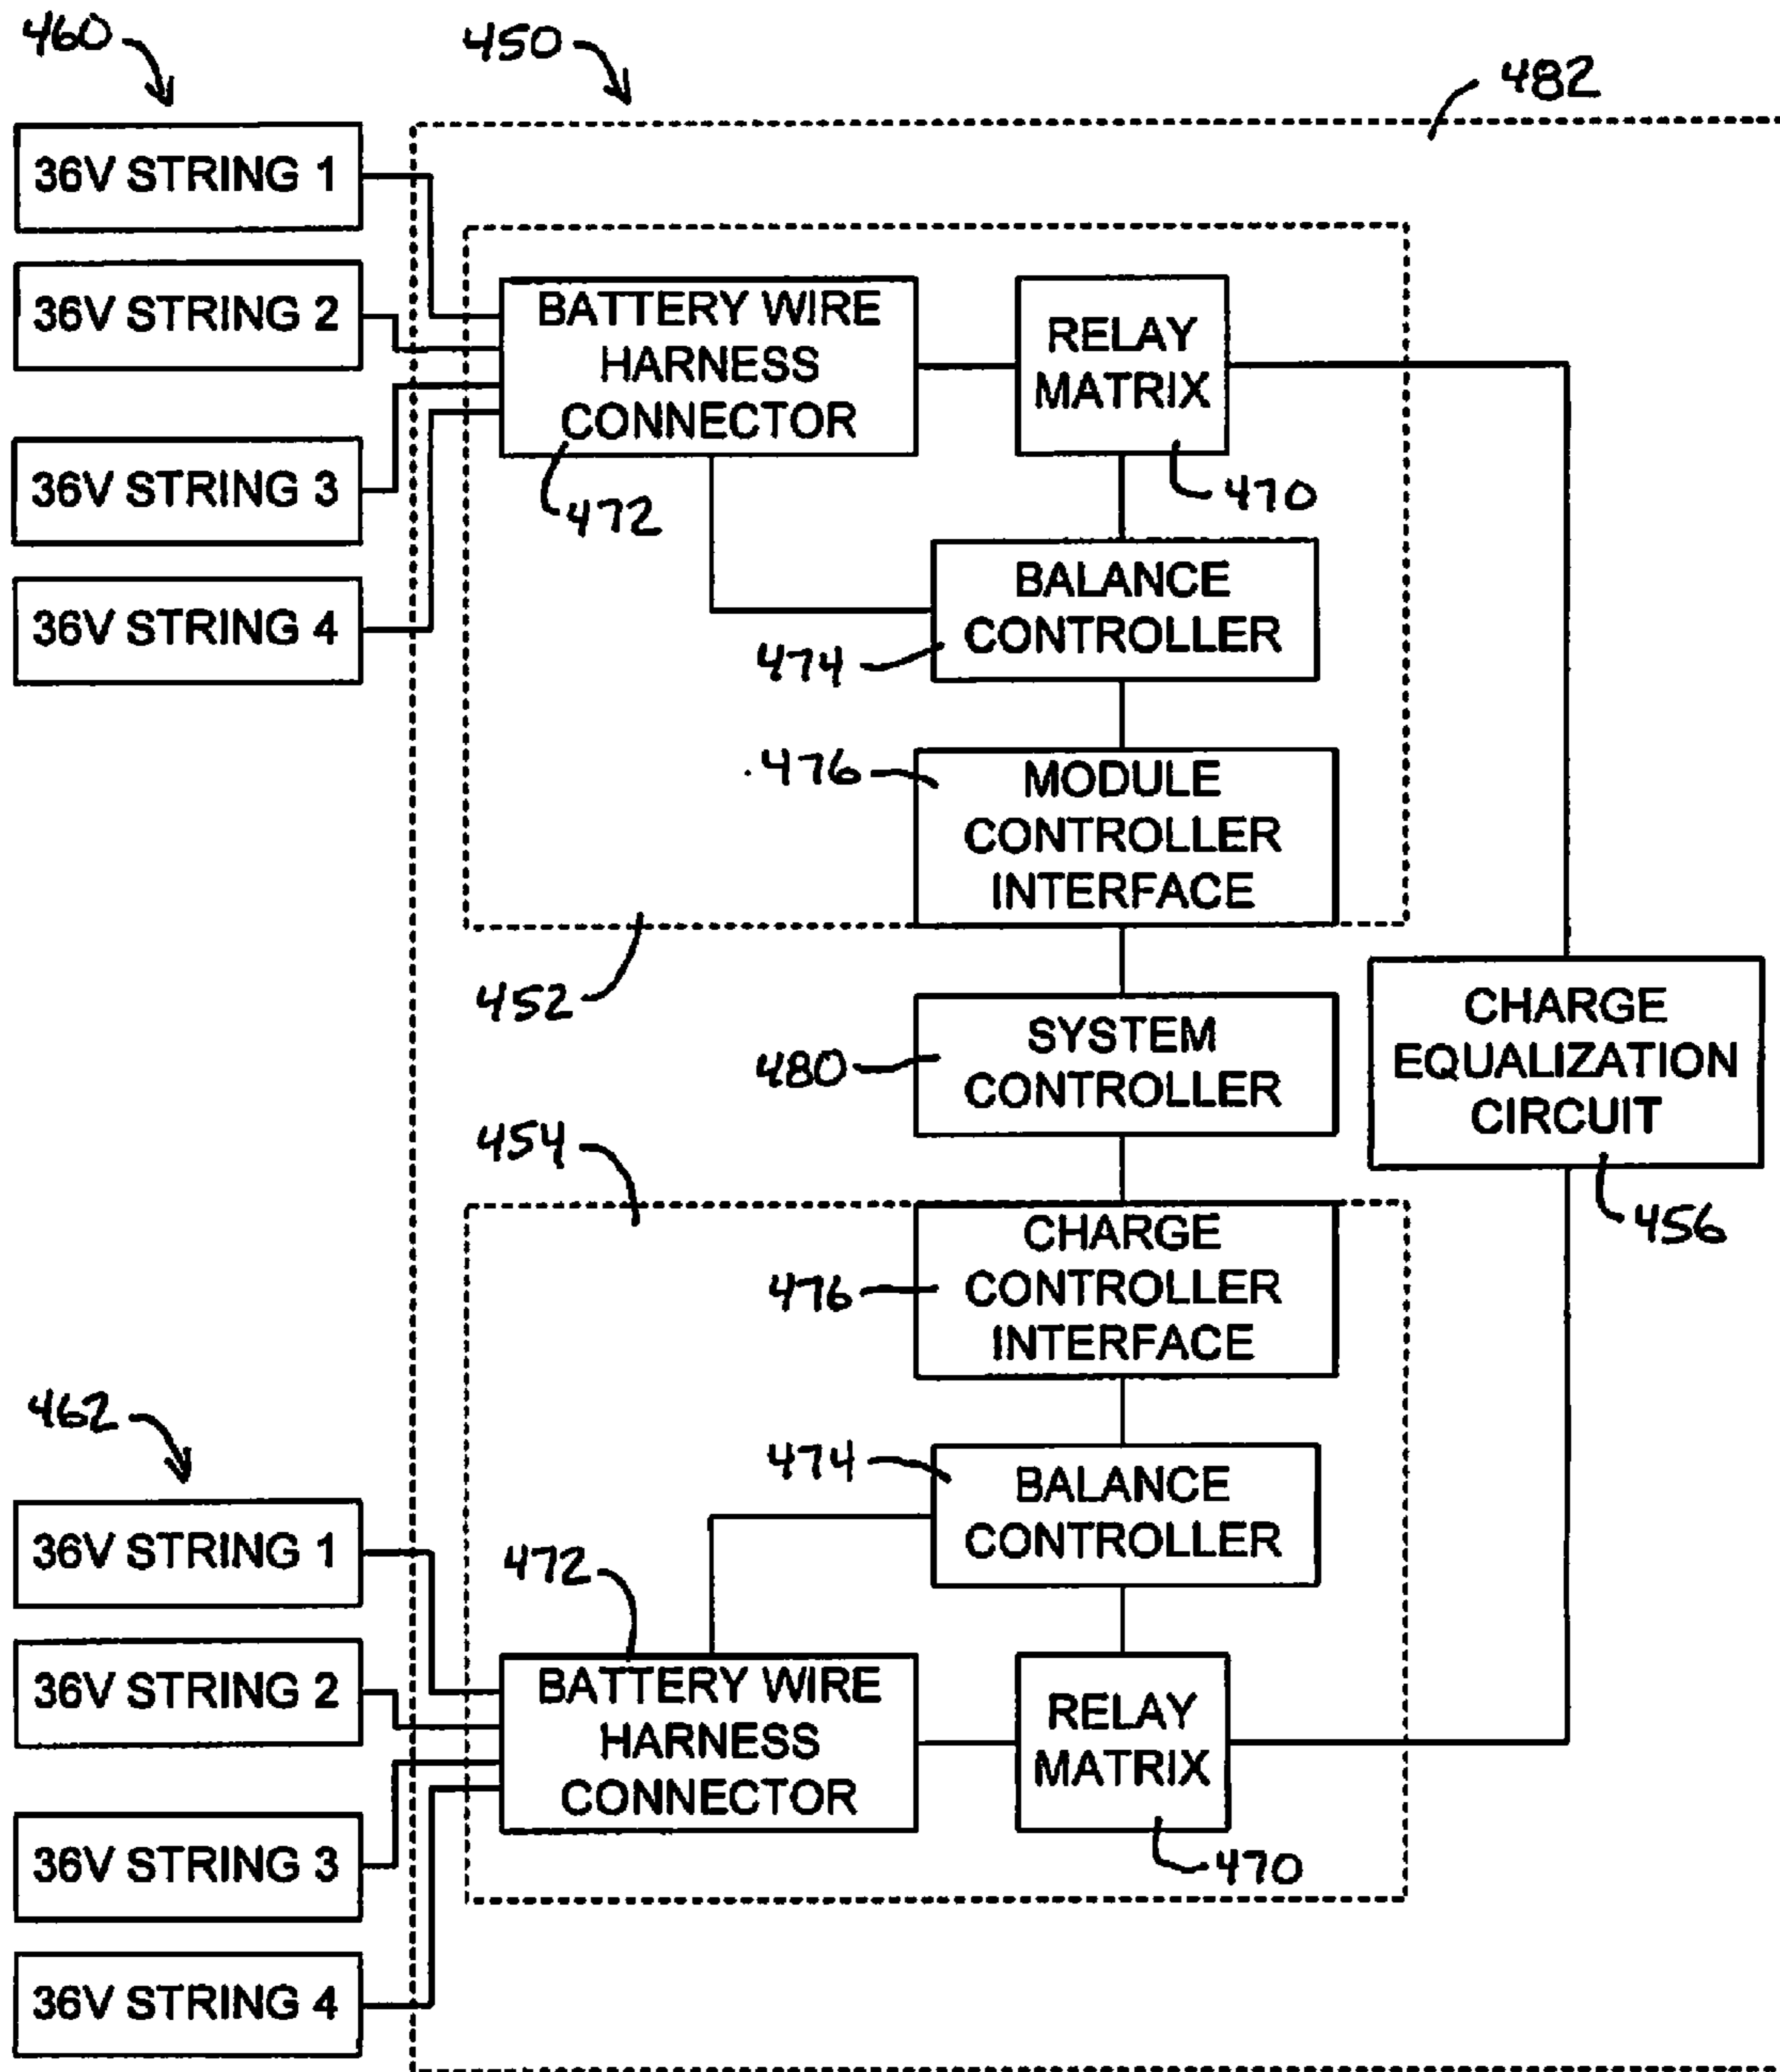 460
450
482
36V STRING 1
36V STRING 2
36V STRING 3
36V STRING 4
BATTERY WIRE
HARNESS
CONNECTOR
472
RELAY
MATRIX
470
BALANCE
CONTROLLER
474
476
MODULE
CONTROLLER
INTERFACE
452
SYSTEM
CONTROLLER
480
CHARGE
EQUALIZATION
CIRCUIT
456
454
CHARGE
CONTROLLER
INTERFACE
476
462
474
BALANCE
CONTROLLER
36V STRING 1
36V STRING 2
36V STRING 3
36V STRING 4
472
BATTERY WIRE
HARNESS
CONNECTOR
RELAY
MATRIX
470